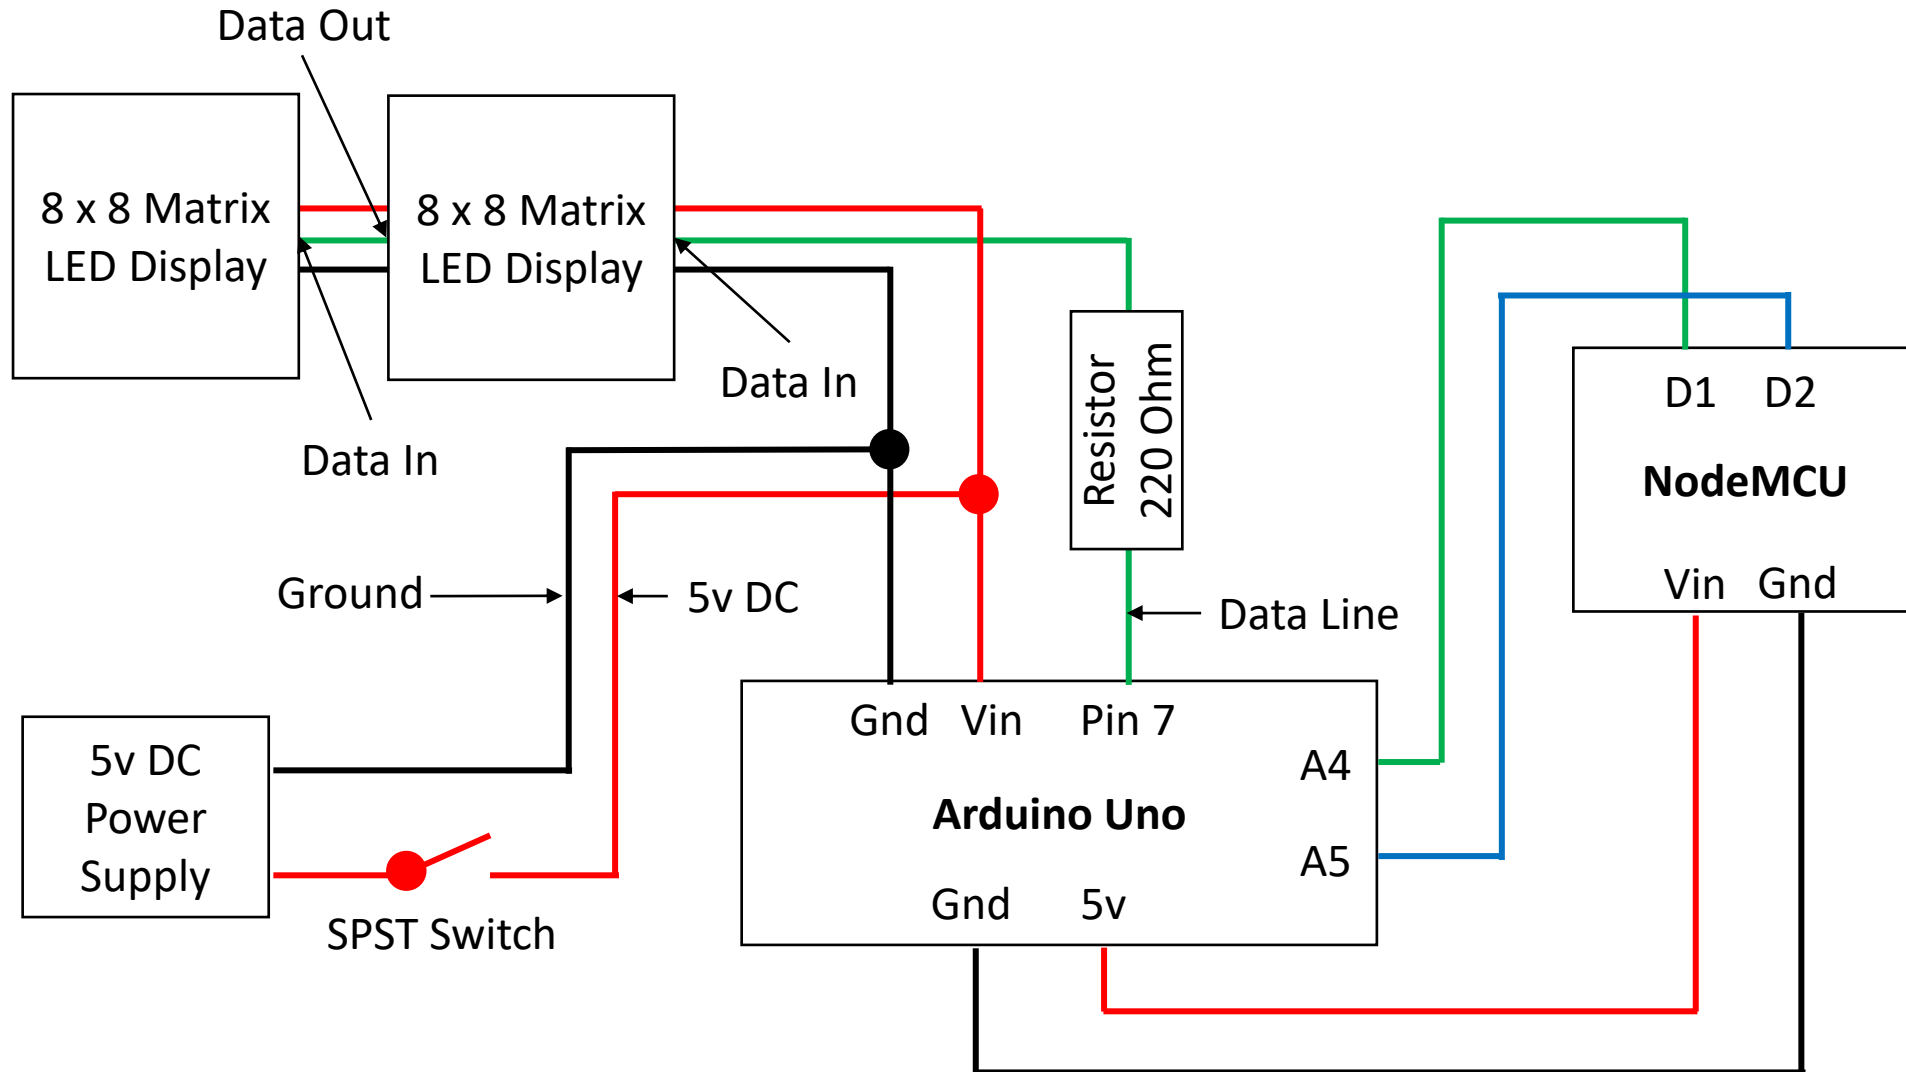 Data Out
8 x 8 Matrix
LED Display
8 x 8 Matrix
LED Display
Data In
Data In
Resistor
220 Ohm
D1 D2
NodeMCU
Vin Gnd
Ground
5v DC
Data Line
5v DC
Power
Supply
SPST Switch
Gnd Vin Pin 7
A4
Arduino Uno
A5
Gnd 5v